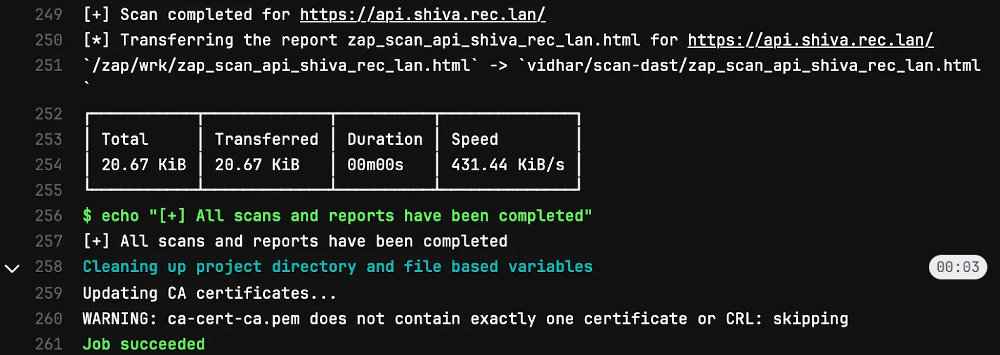 249 [+] Scan completed for https://api.shiva.rec.lan/
250 [*] Transferring the report zap_scan_api_shiva_rec_lan.html for https://api.shiva.rec.lan/
251 `/zap/wrk/zap_scan_api_shiva_rec_lan.html` -> `vidhar/scan-dast/zap_scan_api_shiva_rec_lan.html
`
252 ┌───────────┬─────────────┬──────────┬──────────────┐
253 │ Total     │ Transferred │ Duration │ Speed        │
254 │ 20.67 KiB │ 20.67 KiB   │ 00m00s   │ 431.44 KiB/s │
255 └───────────┴─────────────┴──────────┴──────────────┘
256 $ echo "[+] All scans and reports have been completed"
257 [+] All scans and reports have been completed
258 Cleaning up project directory and file based variables 00:03
259 Updating CA certificates...
260 WARNING: ca-cert-ca.pem does not contain exactly one certificate or CRL: skipping
261 Job succeeded